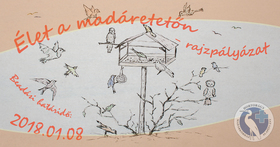 Élet a madáretetőn
rajzpályázat
Beadási határidő:
2018.01.08